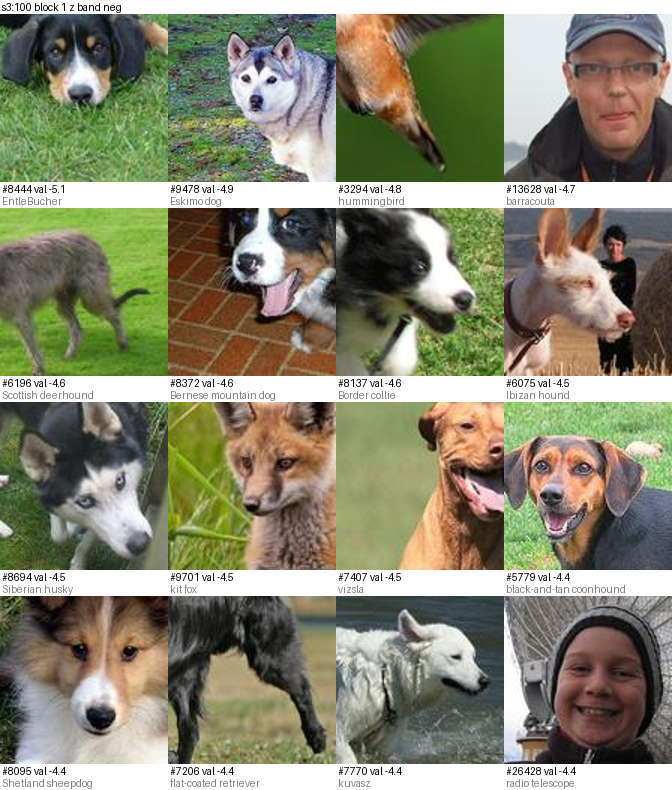 s3:100 block 1 z band neg
#8444 val -5.1
EntleBucher
#9478 val -4.9
Eskimo dog
#3294 val -4.8
hummingbird
#13628 val -4.7
barracouta
#6196 val -4.6
Scottish deerhound
#8372 val -4.6
Bernese mountain dog
#8137 val -4.6
Border collie
#6075 val -4.5
Ibizan hound
#8694 val -4.5
Siberian husky
#9701 val -4.5
kit fox
#7407 val -4.5
vizsla
#5779 val -4.4
black-and-tan coonhound
#8095 val -4.4
Shetland sheepdog
#7206 val -4.4
flat-coated retriever
#7770 val -4.4
kuvasz
#26428 val -4.4
radio telescope